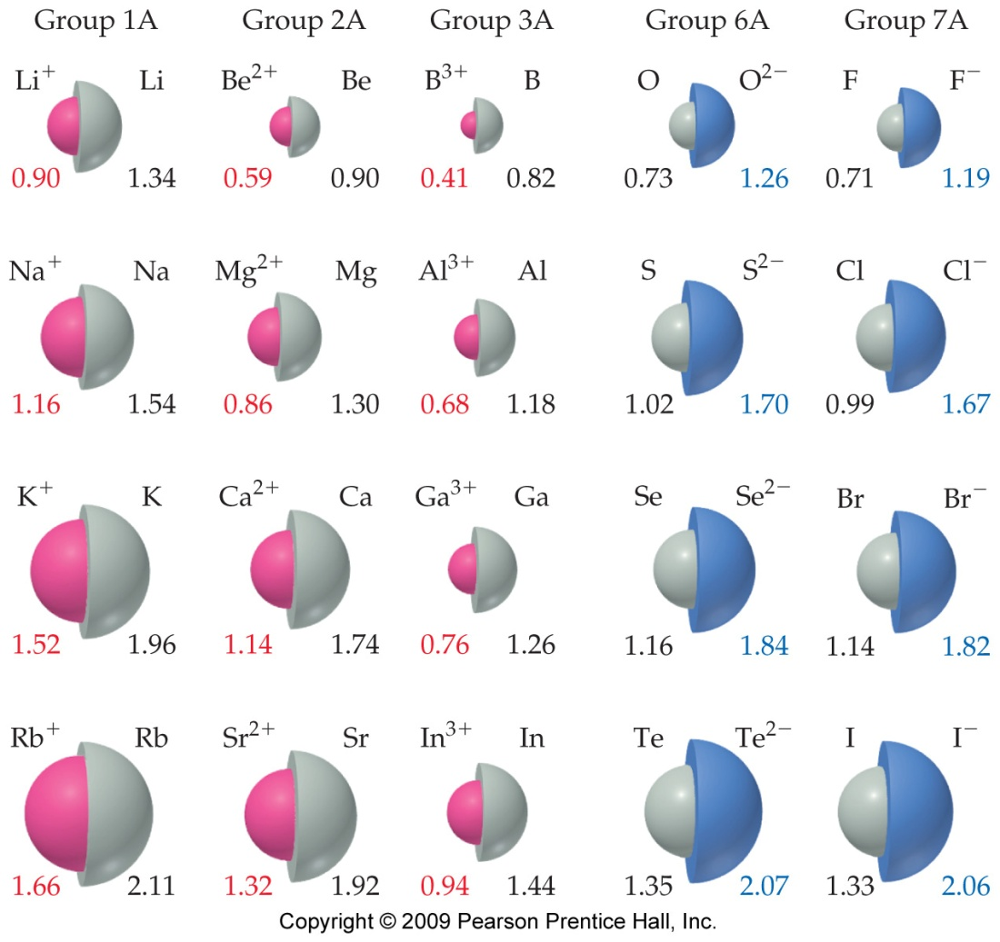 Group 1A Group 2A Group 3A Group 6A Group 7A
Li⁺ Li Be²⁺ Be B³⁺ B O O²⁻ F F⁻
0.90 1.34 0.59 0.90 0.41 0.82 0.73 1.26 0.71 1.19
Na⁺ Na Mg²⁺ Mg Al³⁺ Al S S²⁻ Cl Cl⁻
1.16 1.54 0.86 1.30 0.68 1.18 1.02 1.70 0.99 1.67
K⁺ K Ca²⁺ Ca Ga³⁺ Ga Se Se²⁻ Br Br⁻
1.52 1.96 1.14 1.74 0.76 1.26 1.16 1.84 1.14 1.82
Rb⁺ Rb Sr²⁺ Sr In³⁺ In Te Te²⁻ I I⁻
1.66 2.11 1.32 1.92 0.94 1.44 1.35 2.07 1.33 2.06
Copyright © 2009 Pearson Prentice Hall, Inc.